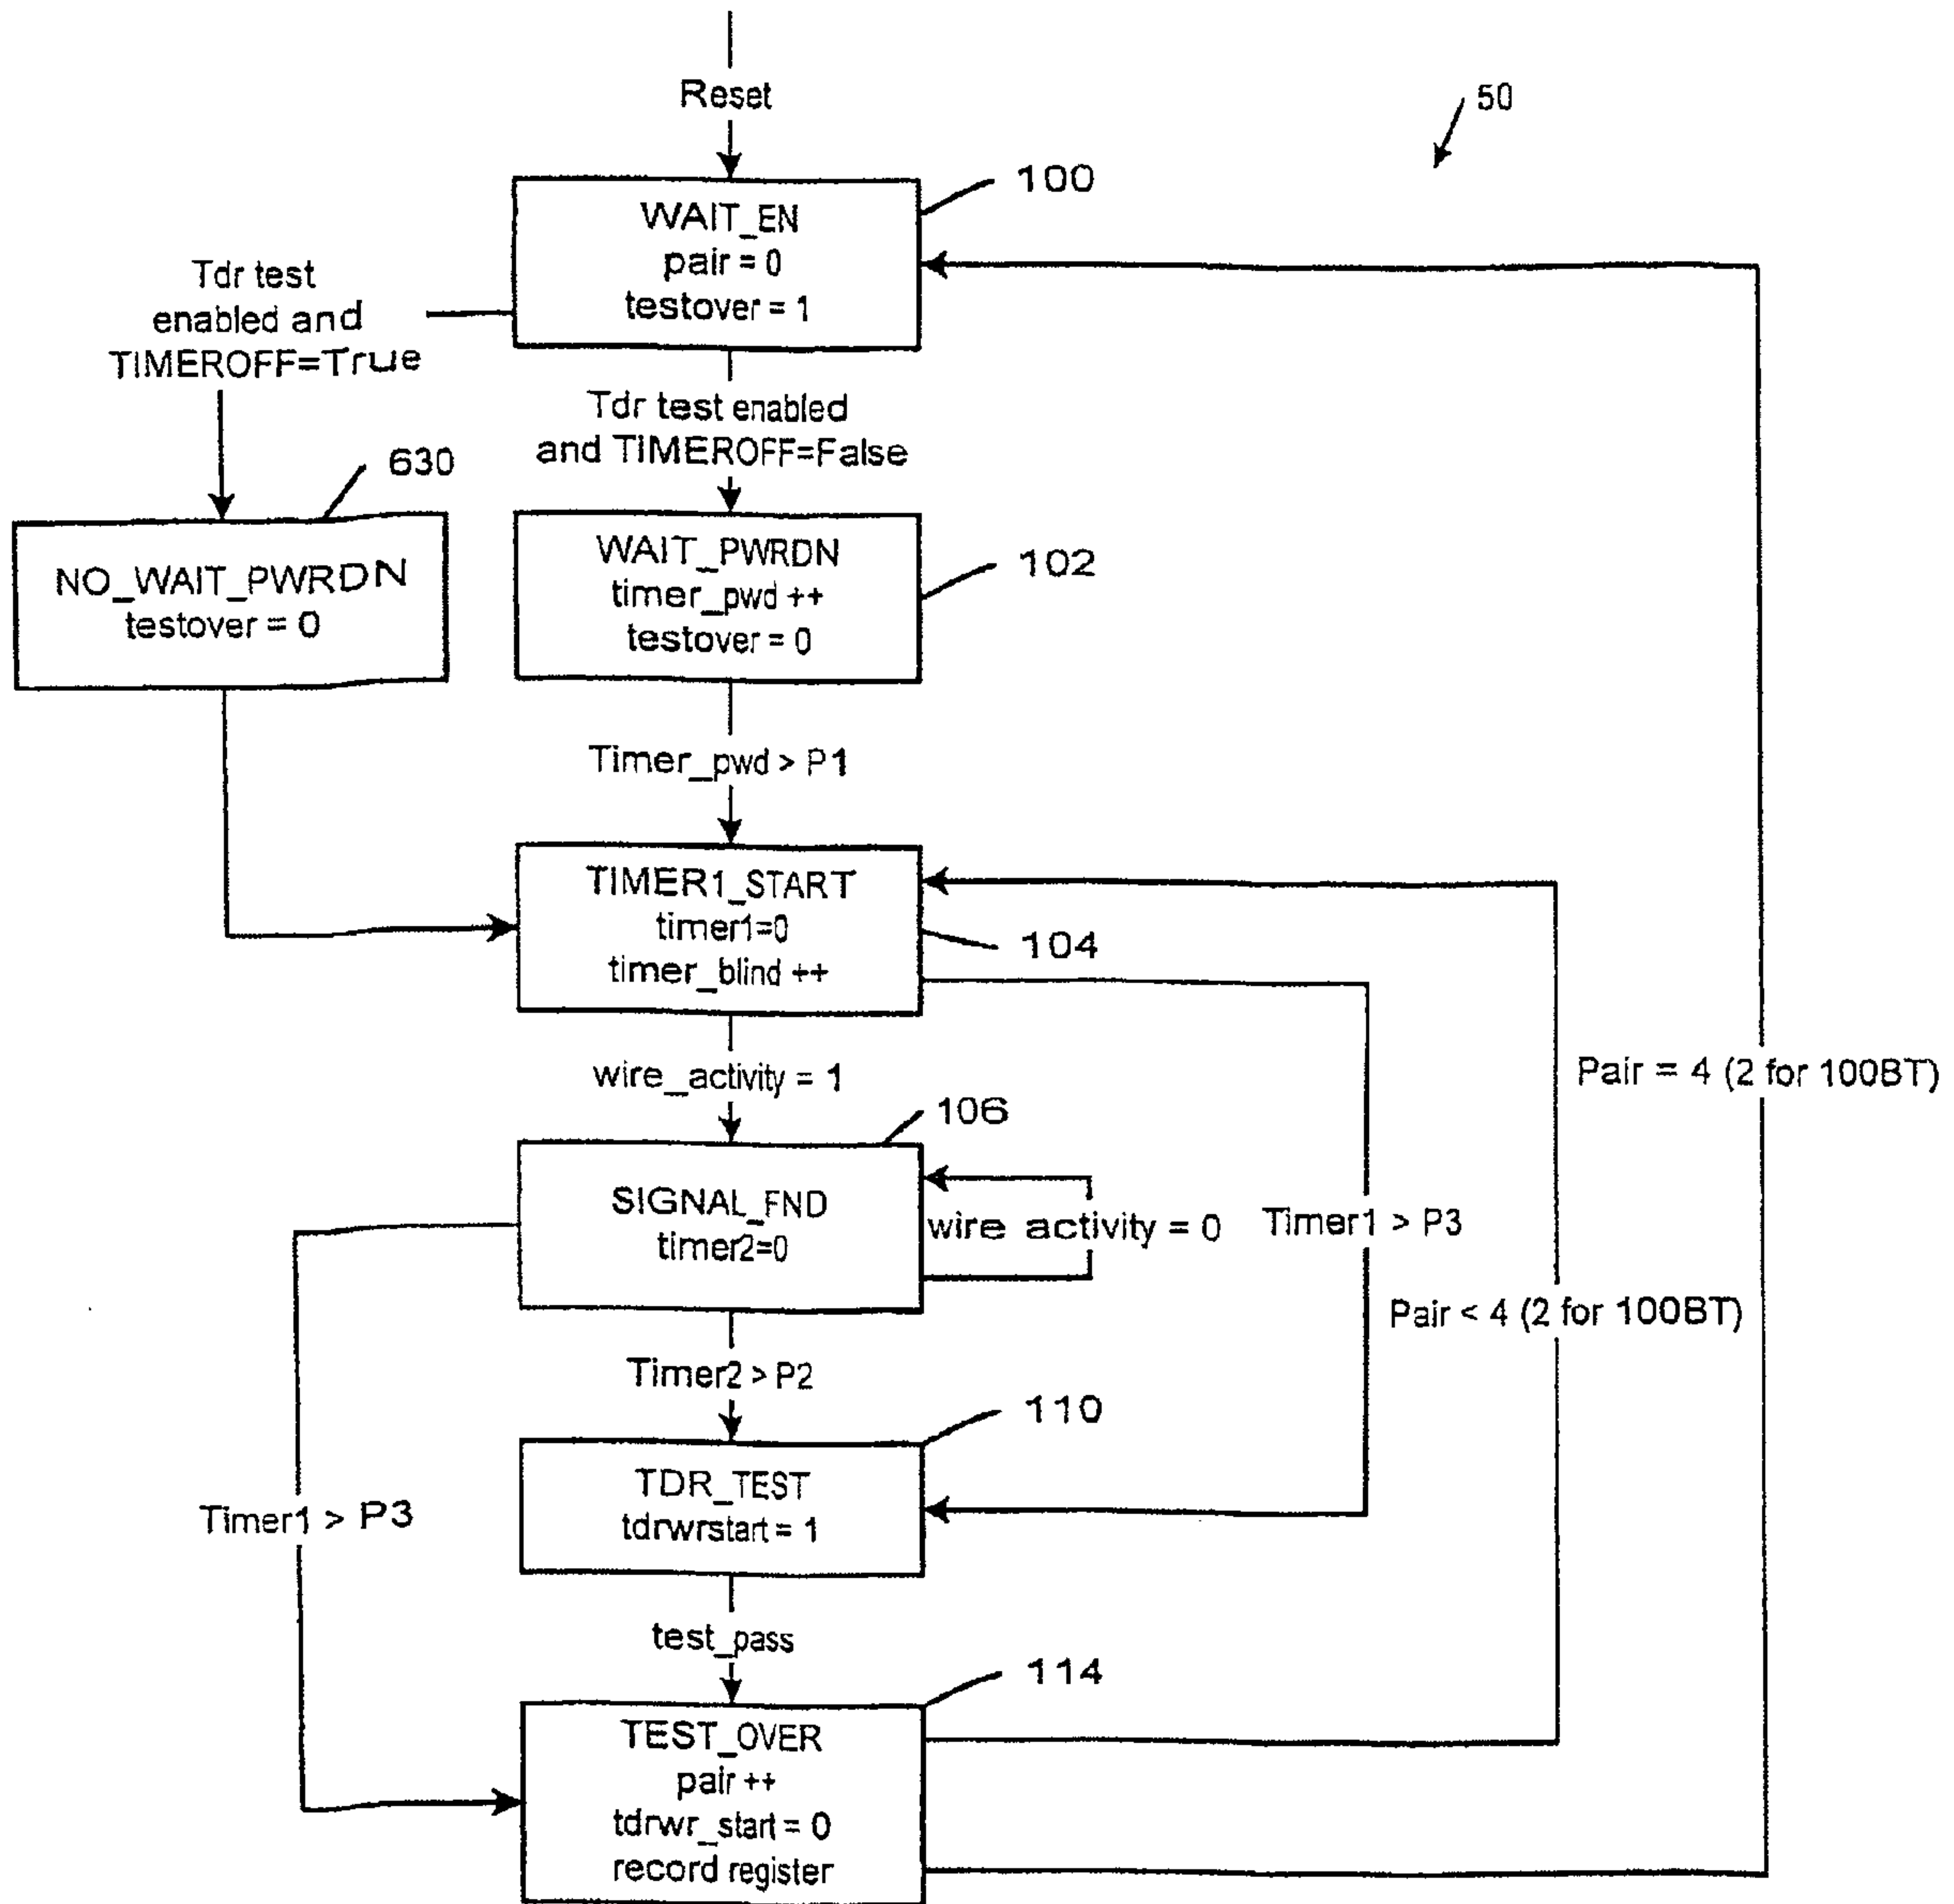 Reset
50
100
WAIT_EN
pair = 0
testover = 1
Tdr test
enabled and
TIMEROFF=True
Tdr test enabled
and TIMEROFF=False
630
NO_WAIT_PWRDN
testover = 0
102
WAIT_PWRDN
timer_pwd ++
testover = 0
Timer_pwd > P1
TIMER1_START
timer1=0
timer_blind ++
104
wire_activity = 1
Pair = 4 (2 for 100BT)
106
SIGNAL_FND
timer2=0
wire activity = 0
Timer1 > P3
Pair < 4 (2 for 100BT)
Timer2 > P2
110
TDR_TEST
tdrwrstart = 1
Timer1 > P3
test_pass
114
TEST_OVER
pair ++
tdrwr_start = 0
record register